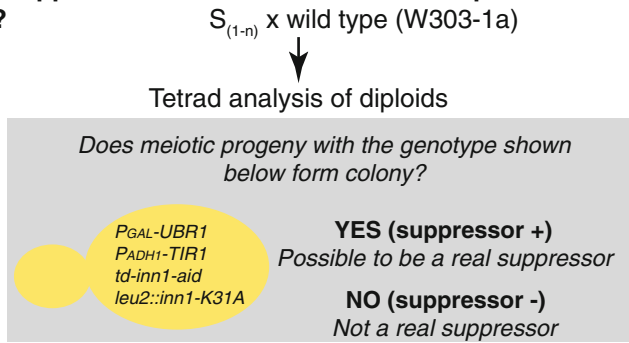 ? S(1-n) x wild type (W303-1a)
Tetrad analysis of diploids
Does meiotic progeny with the genotype shown
below form colony?
PGAL-UBR1
PADH1-TIR1
td-inn1-aid
leu2::inn1-K31A
YES (suppressor +)
Possible to be a real suppressor
NO (suppressor -)
Not a real suppressor